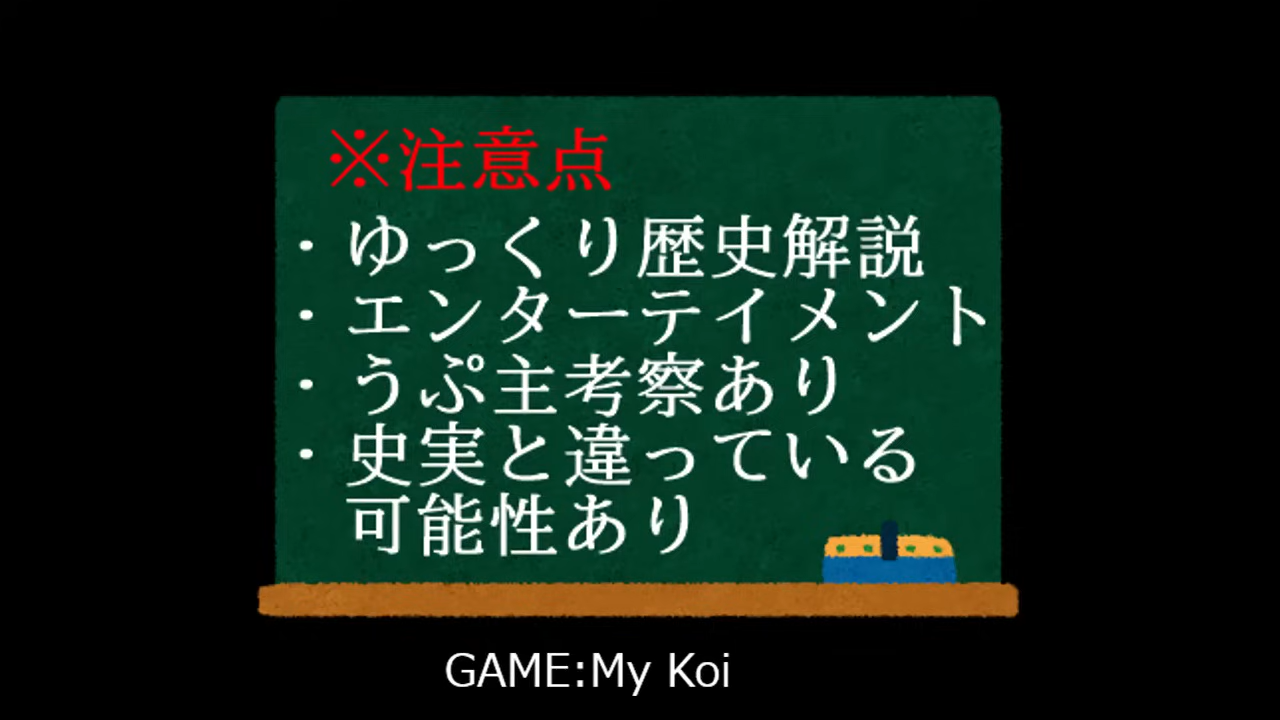 ※注意点
・ゆっくり歴史解説
・エンターテイメント
・うぷ主考察あり
・史実と違っている
可能性あり
GAME:My Koi